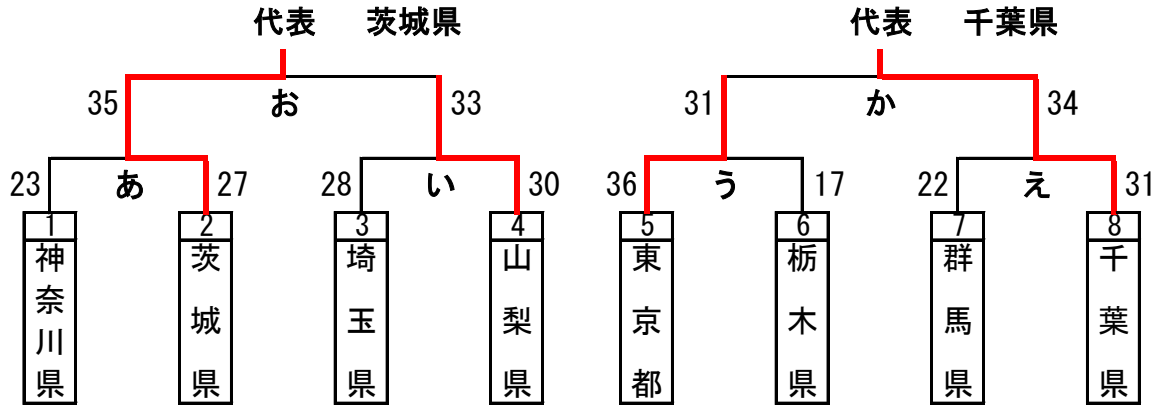 代表　茨城県　代表　千葉県
35　お　33　31　か　34
23　あ　27　28　い　30　36　う　17　22　え　31
1　2　3　4　5　6　7　8
神奈川県
茨城県
埼玉県
山梨県
東京都
栃木県
群馬県
千葉県